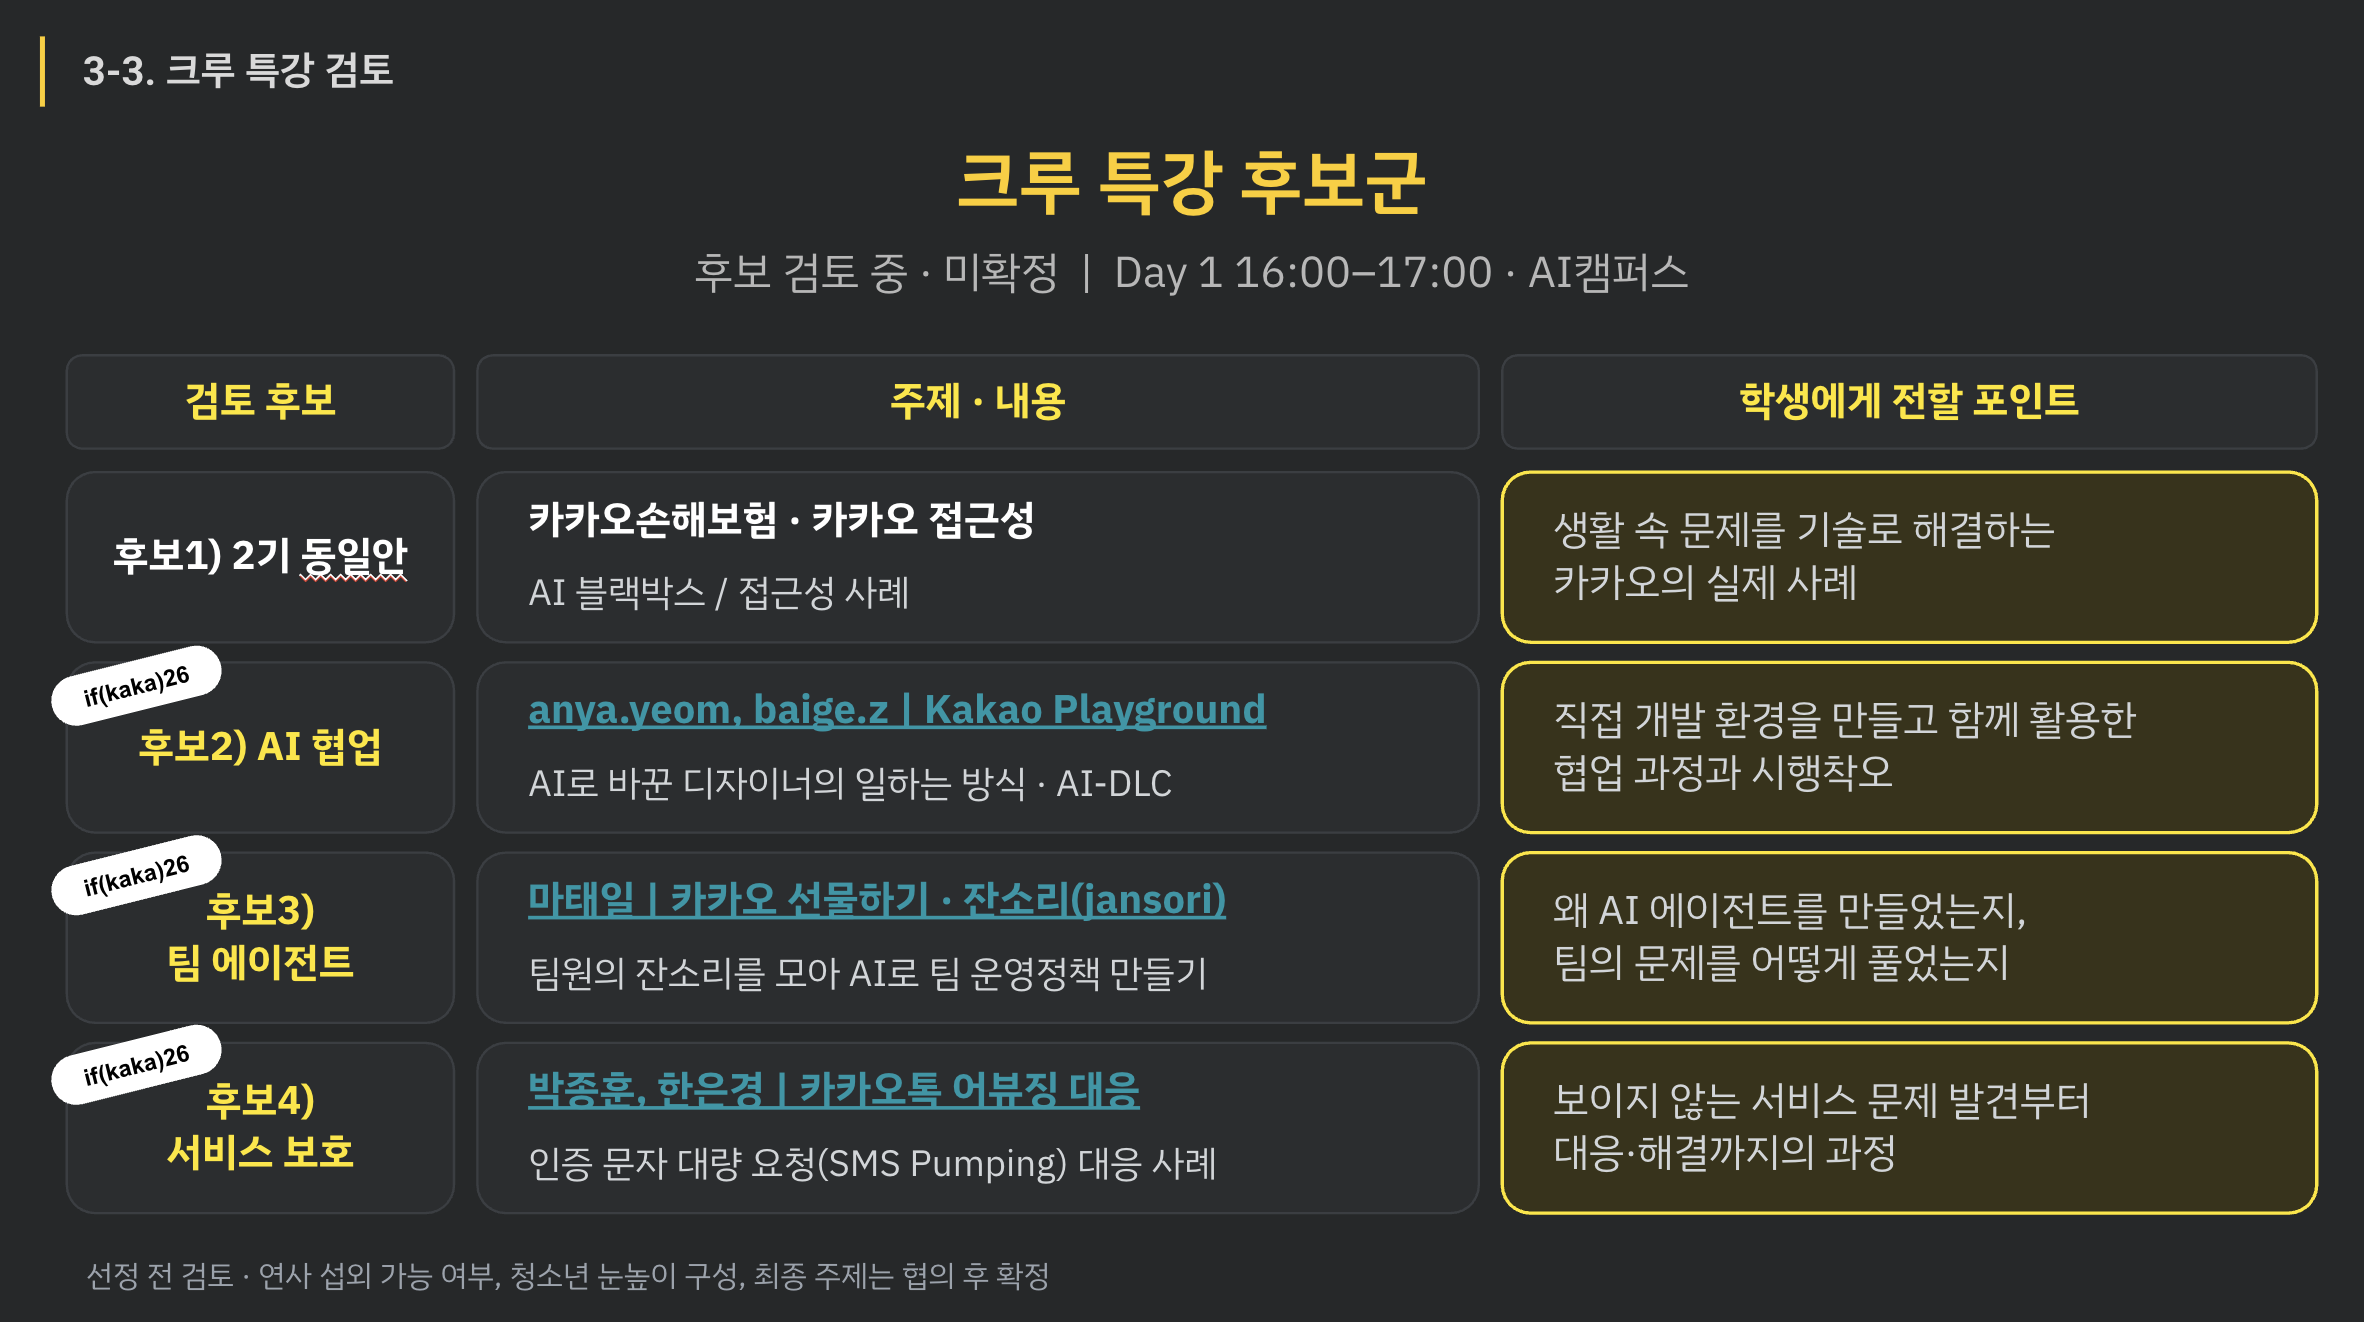 3-3. 크루 특강 검토
크루 특강 후보군
후보 검토 중 · 미확정 | Day 1 16:00–17:00 · AI캠퍼스
검토 후보
주제 · 내용
학생에게 전할 포인트
후보1) 2기 동일안
카카오손해보험 · 카카오 접근성
AI 블랙박스 / 접근성 사례
생활 속 문제를 기술로 해결하는
카카오의 실제 사례
if(kaka)26
후보2) AI 협업
anya.yeom, baige.z | Kakao Playground
AI로 바꾼 디자이너의 일하는 방식 · AI-DLC
직접 개발 환경을 만들고 함께 활용한
협업 과정과 시행착오
if(kaka)26
후보3)
팀 에이전트
마태일 | 카카오 선물하기 · 잔소리(jansori)
팀원의 잔소리를 모아 AI로 팀 운영정책 만들기
왜 AI 에이전트를 만들었는지,
팀의 문제를 어떻게 풀었는지
if(kaka)26
후보4)
서비스 보호
박종훈, 한은경 | 카카오톡 어뷰징 대응
인증 문자 대량 요청(SMS Pumping) 대응 사례
보이지 않는 서비스 문제 발견부터
대응·해결까지의 과정
선정 전 검토 · 연사 섭외 가능 여부, 청소년 눈높이 구성, 최종 주제는 협의 후 확정